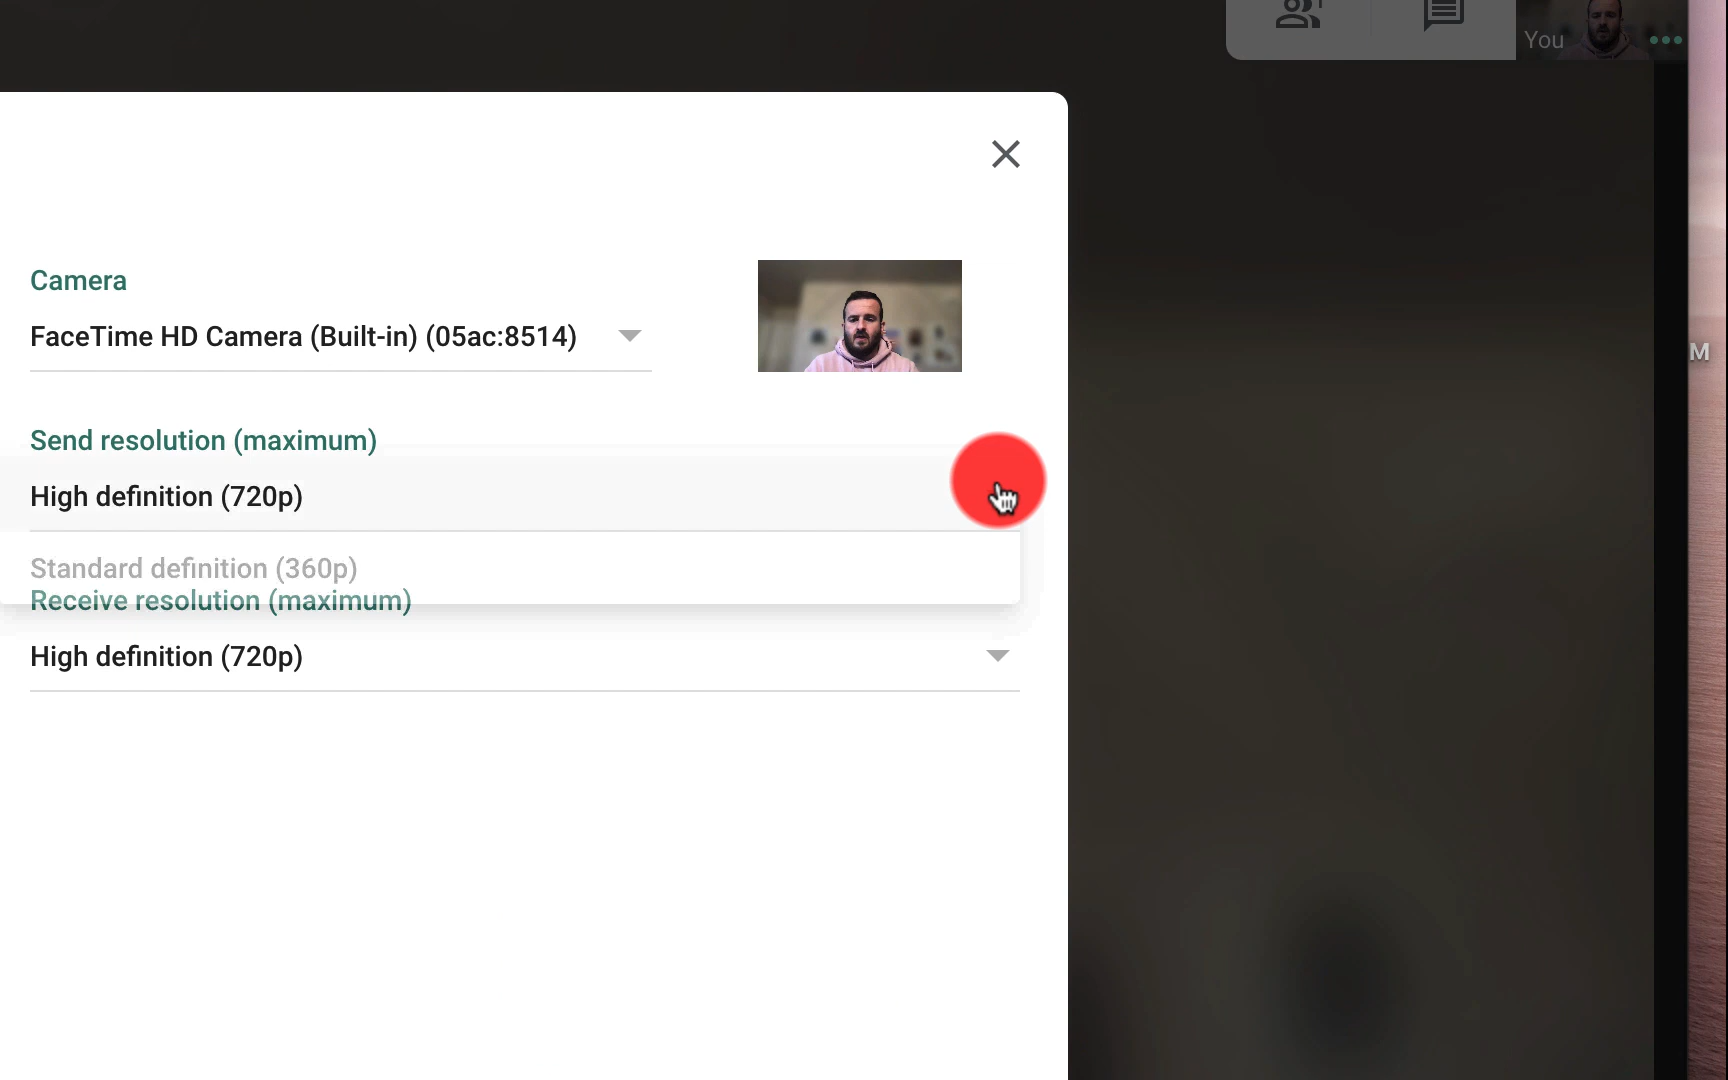 You
Camera
FaceTime HD Camera (Built-in) (05ac:8514)
M
Send resolution (maximum)
High definition (720p)
Standard definition (360p)
Receive resolution (maximum)
High definition (720p)